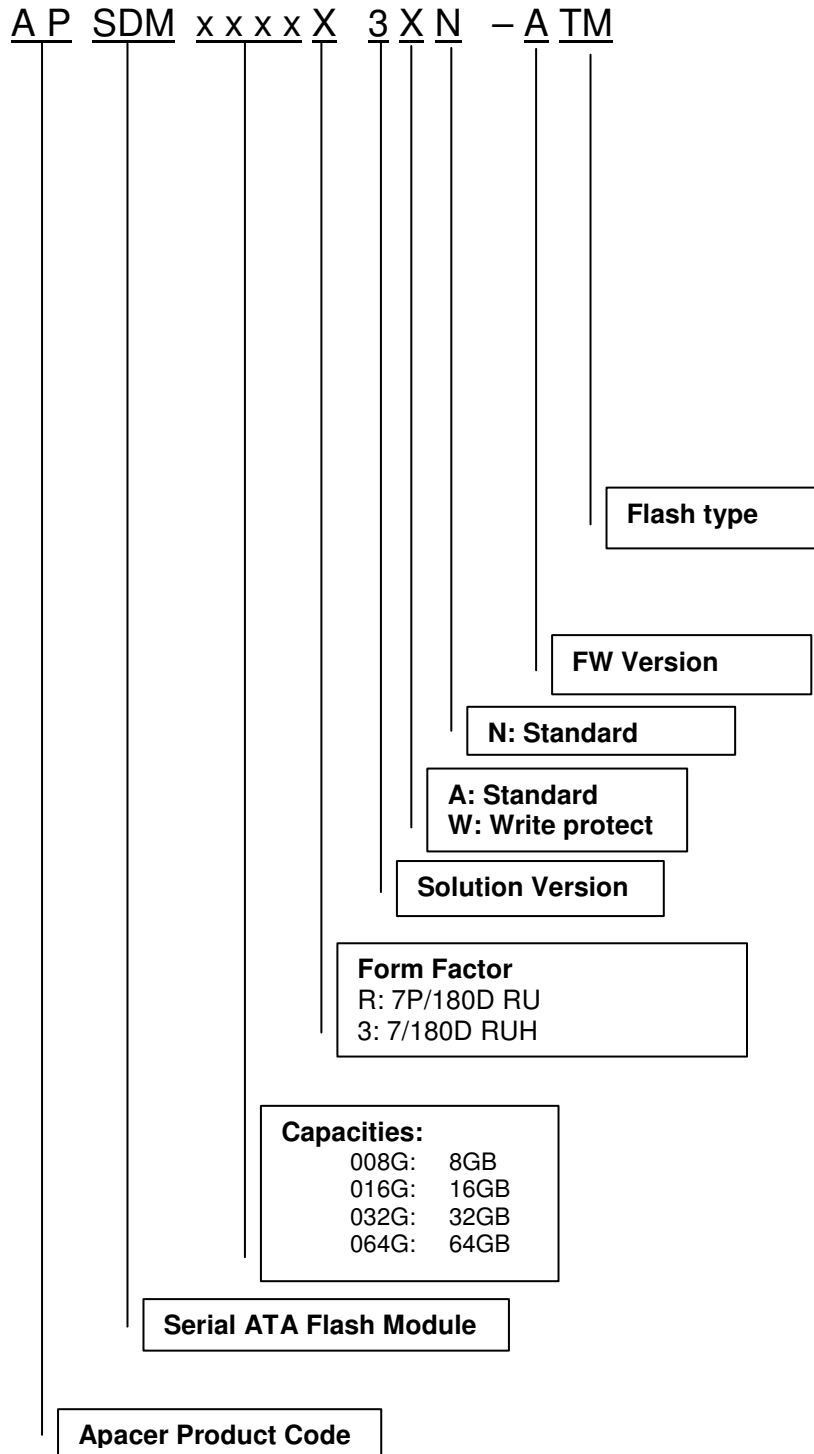 A P SDM x x x x X 3 X N – A TM
Flash type
FW Version
N: Standard
A: Standard
W: Write protect
Solution Version
Form Factor
R: 7P/180D RU
3: 7/180D RUH
Capacities:
008G: 8GB
016G: 16GB
032G: 32GB
064G: 64GB
Serial ATA Flash Module
Apacer Product Code